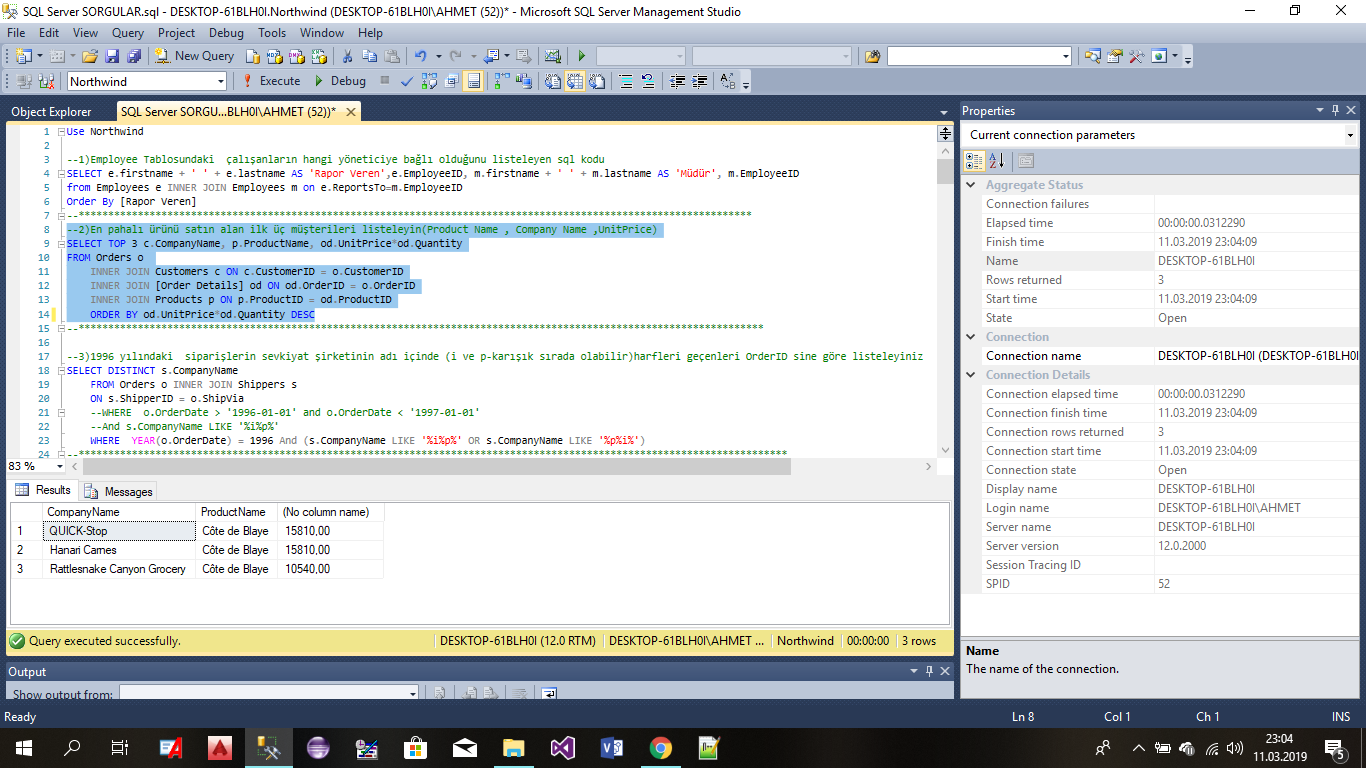 SQL Server SORGULAR.sql - DESKTOP-61BLH0I.Northwind (DESKTOP-61BLH0I\AHMET (52))* - Microsoft SQL Server Management Studio
File Edit View Query Project Debug Tools Window Help
New Query
Northwind Execute Debug
Object Explorer
SQL Server SORGU...BLH0I\AHMET (52))*
1 Use Northwind
2
3 --1)Employee Tablosundaki  çalışanların hangi yöneticiye bağlı olduğunu listeleyen sql kodu
4 SELECT e.firstname + ' ' + e.lastname AS 'Rapor Veren',e.EmployeeID, m.firstname + ' ' + m.lastname AS 'Müdür', m.EmployeeID
5 from Employees e INNER JOIN Employees m on e.ReportsTo=m.EmployeeID
6 Order By [Rapor Veren]
7 --******************************************************************************************************************
8 --2)En pahalı ürünü satın alan ilk üç müşterileri listeleyin(Product Name , Company Name ,UnitPrice)
9 SELECT TOP 3 c.CompanyName, p.ProductName, od.UnitPrice*od.Quantity
10 FROM Orders o
11 INNER JOIN Customers c ON c.CustomerID = o.CustomerID
12 INNER JOIN [Order Details] od ON od.OrderID = o.OrderID
13 INNER JOIN Products p ON p.ProductID = od.ProductID
14 ORDER BY od.UnitPrice*od.Quantity DESC
15 --********************************************************************************************************************
16
17 --3)1996 yılındaki  siparişlerin sevkiyat şirketinin adı içinde (i ve p-karışık sırada olabilir)harfleri geçenleri OrderID sine göre listeleyiniz
18 SELECT DISTINCT s.CompanyName
19 FROM Orders o INNER JOIN Shippers s
20 ON s.ShipperID = o.ShipVia
21 --WHERE  o.OrderDate > '1996-01-01' and o.OrderDate < '1997-01-01'
22 --And s.CompanyName LIKE '%i%p%'
23 WHERE  YEAR(o.OrderDate) = 1996 And (s.CompanyName LIKE '%i%p%' OR s.CompanyName LIKE '%p%i%')
24 --************************************************************************************************************************
83 %
Results Messages
CompanyName ProductName (No column name)
1 QUICK-Stop Côte de Blaye 15810,00
2 Hanari Carnes Côte de Blaye 15810,00
3 Rattlesnake Canyon Grocery Côte de Blaye 10540,00
Query executed successfully. DESKTOP-61BLH0I (12.0 RTM) DESKTOP-61BLH0I\AHMET ... Northwind 00:00:00 3 rows
Output
Show output from:
Properties
Current connection parameters
Aggregate Status
Connection failures
Elapsed time 00:00:00.0312290
Finish time 11.03.2019 23:04:09
Name DESKTOP-61BLH0I
Rows returned 3
Start time 11.03.2019 23:04:09
State Open
Connection
Connection name DESKTOP-61BLH0I (DESKTOP-61BLH0I
Connection Details
Connection elapsed time 00:00:00.0312290
Connection finish time 11.03.2019 23:04:09
Connection rows returned 3
Connection start time 11.03.2019 23:04:09
Connection state Open
Display name DESKTOP-61BLH0I
Login name DESKTOP-61BLH0I\AHMET
Server name DESKTOP-61BLH0I
Server version 12.0.2000
Session Tracing ID
SPID 52
Name
The name of the connection.
Ready Ln 8 Col 1 Ch 1 INS
23:04
11.03.2019
5